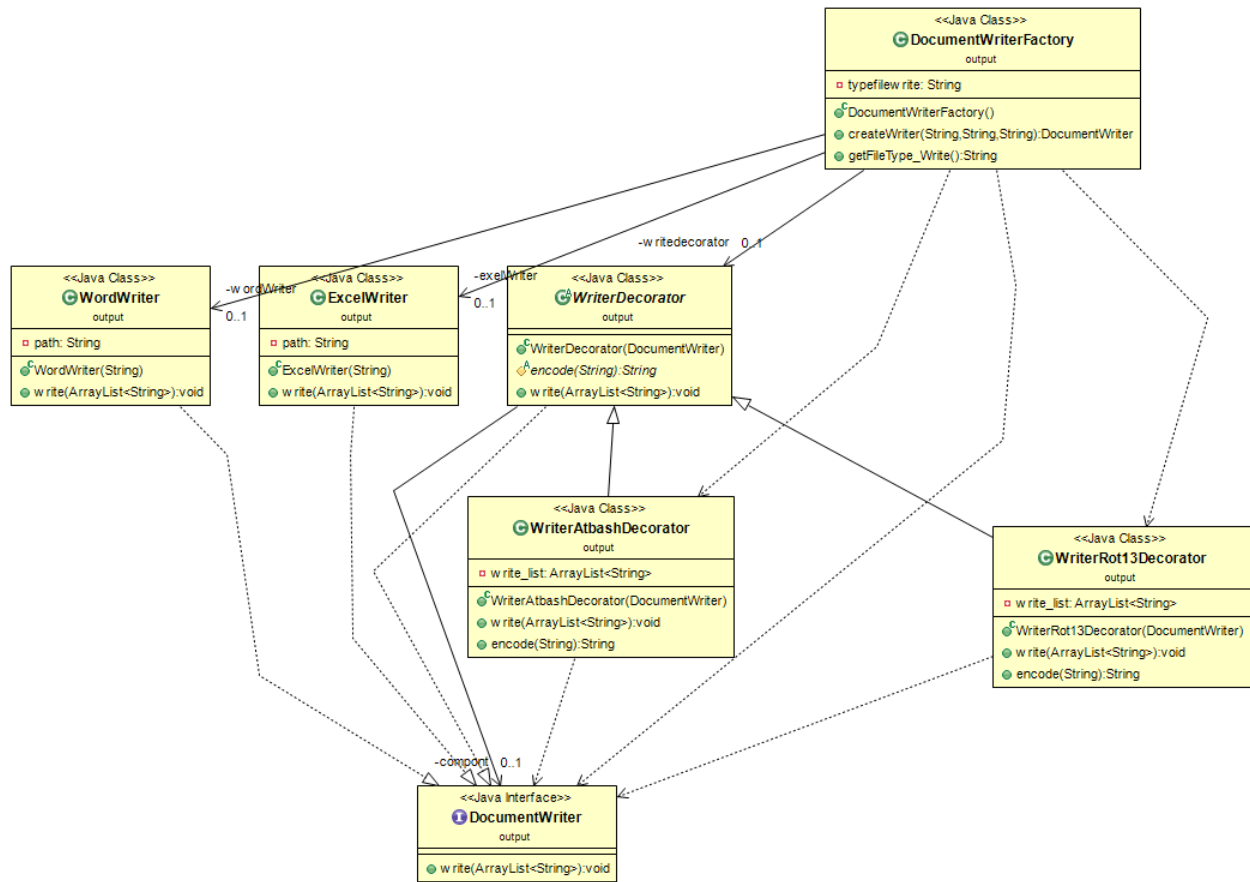 <<Java Class>>
DocumentWriterFactory
output
typefilewrite: String
DocumentWriterFactory()
createWriter(String,String,String):DocumentWriter
getFileType_Write():String
-wordWriter
0..1
-exelWriter
0..1
-writedecorator
0..1
<<Java Class>>
WordWriter
output
path: String
WordWriter(String)
write(ArrayList<String>):void
<<Java Class>>
ExcelWriter
output
path: String
ExcelWriter(String)
write(ArrayList<String>):void
<<Java Class>>
WriterDecorator
output
WriterDecorator(DocumentWriter)
encode(String):String
write(ArrayList<String>):void
<<Java Class>>
WriterAtbashDecorator
output
write_list: ArrayList<String>
WriterAtbashDecorator(DocumentWriter)
write(ArrayList<String>):void
encode(String):String
<<Java Class>>
WriterRot13Decorator
output
write_list: ArrayList<String>
WriterRot13Decorator(DocumentWriter)
write(ArrayList<String>):void
encode(String):String
-compont
0..1
<<Java Interface>>
DocumentWriter
output
write(ArrayList<String>):void